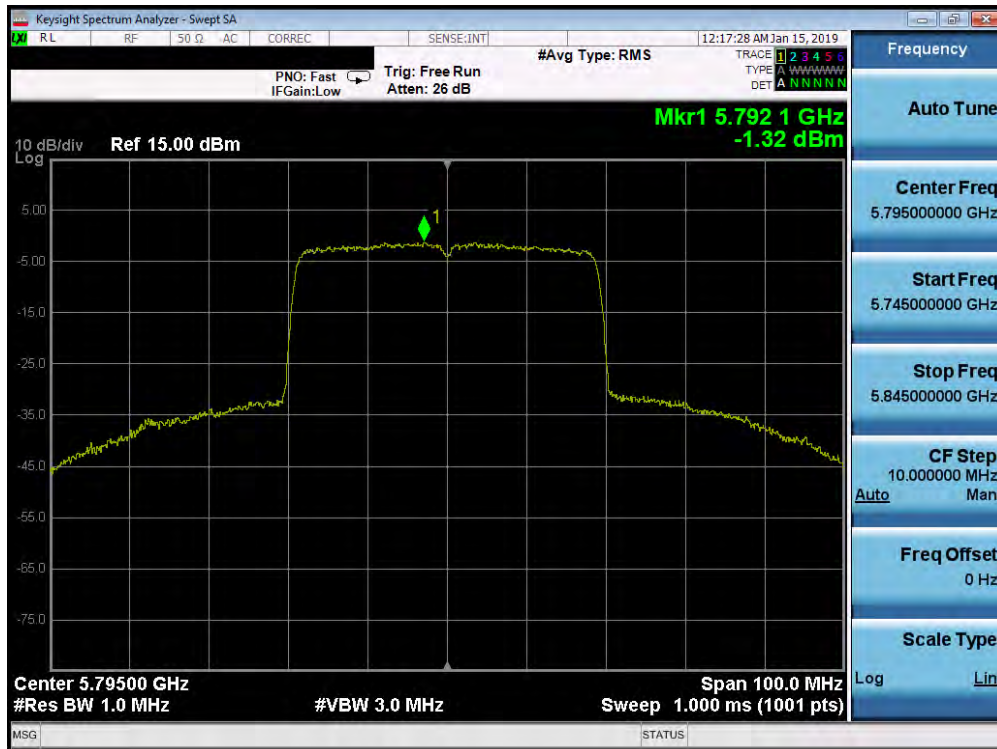 Keysight Spectrum Analyzer - Swept SA
LXI RL RF 50 Ω AC CORREC SENSE:INT 12:17:28 AM Jan 15, 2019
#Avg Type: RMS TRACE 1 2 3 4 5 6
PNO: Fast Trig: Free Run TYPE A WWWWW
IFGain:Low Atten: 26 dB DET A N N N N N
Mkr1 5.792 1 GHz
-1.32 dBm
10 dB/div Ref 15.00 dBm
Log
1
5.00
-5.00
-15.0
-25.0
-35.0
-45.0
-55.0
-65.0
-75.0
Center 5.79500 GHz Span 100.0 MHz
#Res BW 1.0 MHz #VBW 3.0 MHz Sweep 1.000 ms (1001 pts)
MSG STATUS
Frequency
Auto Tune
Center Freq
5.795000000 GHz
Start Freq
5.745000000 GHz
Stop Freq
5.845000000 GHz
CF Step
10.000000 MHz
Auto Man
Freq Offset
0 Hz
Scale Type
Log Lin